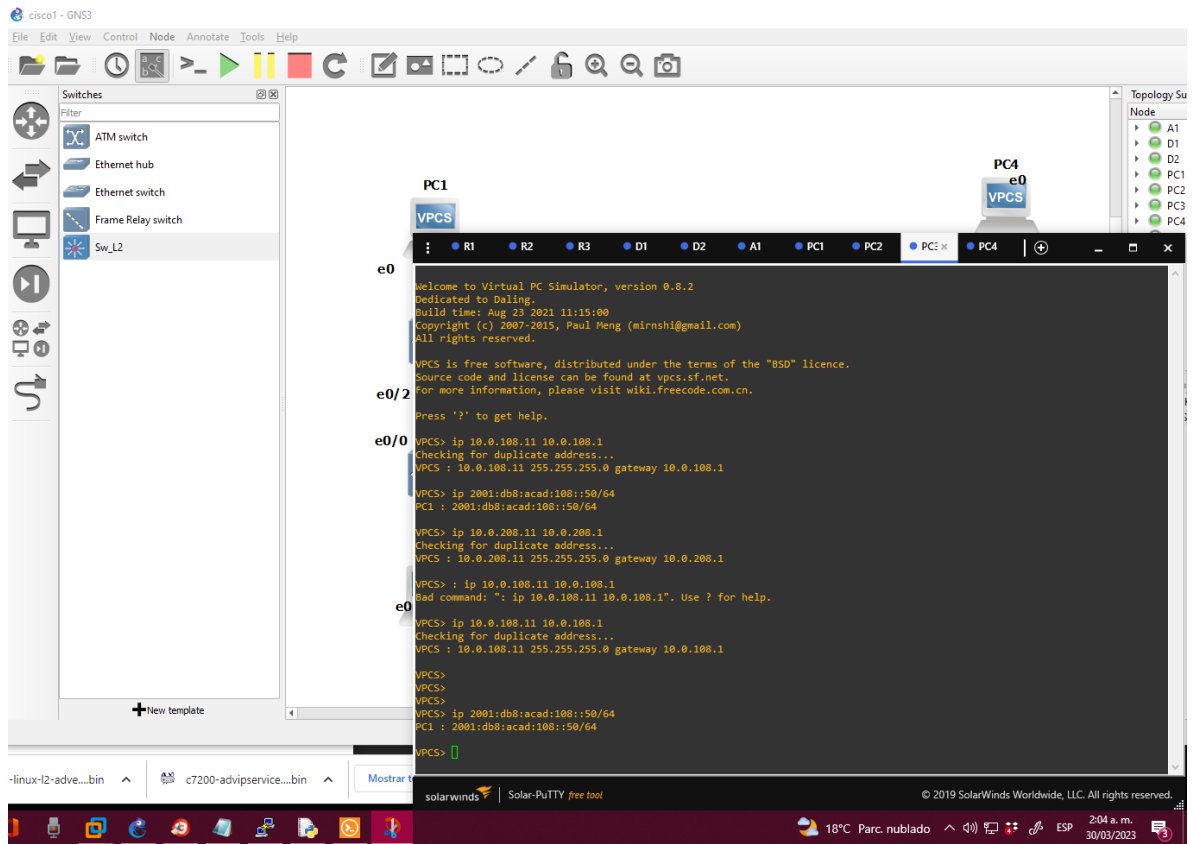 cisco1 - GNS3
File Edit View Control Node Annotate Tools Help
Switches
Filter
ATM switch
Ethernet hub
Ethernet switch
Frame Relay switch
Sw_L2
New template
Topology Su
Node
A1
D1
D2
PC1
PC2
PC3
PC4
PC1
VPCS
e0
PC4
e0
VPCS
e0/2
e0/0
e0
R1 R2 R3 D1 D2 A1 PC1 PC2 PC3 PC4
Welcome to Virtual PC Simulator, version 0.8.2
Dedicated to Daling.
Build time: Aug 23 2021 11:15:00
Copyright (c) 2007-2015, Paul Meng (mirnshi@gmail.com)
All rights reserved.
VPCS is free software, distributed under the terms of the "BSD" licence.
Source code and license can be found at vpcs.sf.net.
For more information, please visit wiki.freecode.com.cn.
Press '?' to get help.
VPCS> ip 10.0.108.11 10.0.108.1
Checking for duplicate address...
VPCS : 10.0.108.11 255.255.255.0 gateway 10.0.108.1
VPCS> ip 2001:db8:acad:108::50/64
PC1 : 2001:db8:acad:108::50/64
VPCS> ip 10.0.208.11 10.0.208.1
Checking for duplicate address...
VPCS : 10.0.208.11 255.255.255.0 gateway 10.0.208.1
VPCS> : ip 10.0.108.11 10.0.108.1
Bad command: ": ip 10.0.108.11 10.0.108.1". Use ? for help.
VPCS> ip 10.0.108.11 10.0.108.1
Checking for duplicate address...
VPCS : 10.0.108.11 255.255.255.0 gateway 10.0.108.1
VPCS>
VPCS>
VPCS>
VPCS> ip 2001:db8:acad:108::50/64
PC1 : 2001:db8:acad:108::50/64
VPCS>
solarwinds Solar-PuTTY free tool
© 2019 SolarWinds Worldwide, LLC. All rights reserved.
-linux-l2-adve....bin
c7200-advipservice....bin
Mostrar t
18°C Parc. nublado
ESP
2:04 a. m.
30/03/2023
3